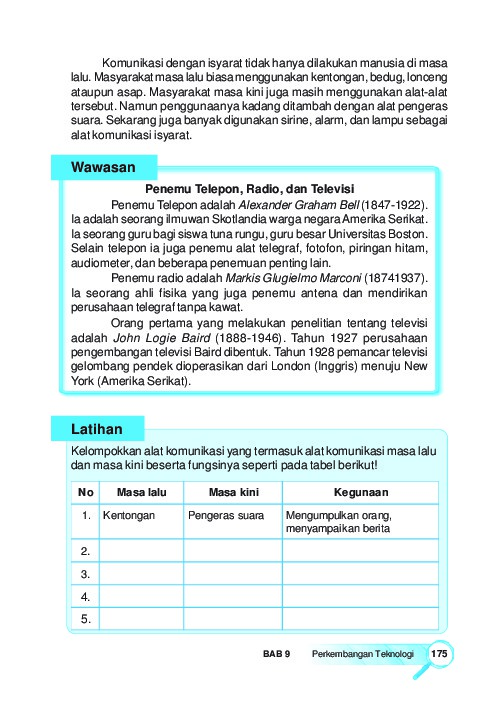 Komunikasi dengan isyarat tidak hanya dilakukan manusia di masa
lalu. Masyarakat masa lalu biasa menggunakan kentongan, bedug, lonceng
ataupun asap. Masyarakat masa kini juga masih menggunakan alat-alat
tersebut. Namun penggunaanya kadang ditambah dengan alat pengeras
suara. Sekarang juga banyak digunakan sirine, alarm, dan lampu sebagai
alat komunikasi isyarat.
Wawasan
Penemu Telepon, Radio, dan Televisi
Penemu Telepon adalah Alexander Graham Bell (1847-1922).
Ia adalah seorang ilmuwan Skotlandia warga negara Amerika Serikat.
Ia seorang guru bagi siswa tuna rungu, guru besar Universitas Boston.
Selain telepon ia juga penemu alat telegraf, fotofon, piringan hitam,
audiometer, dan beberapa penemuan penting lain.
Penemu radio adalah Markis Glugielmo Marconi (18741937).
Ia seorang ahli fisika yang juga penemu antena dan mendirikan
perusahaan telegraf tanpa kawat.
Orang pertama yang melakukan penelitian tentang televisi
adalah John Logie Baird (1888-1946). Tahun 1927 perusahaan
pengembangan televisi Baird dibentuk. Tahun 1928 pemancar televisi
gelombang pendek dioperasikan dari London (Inggris) menuju New
York (Amerika Serikat).
Latihan
Kelompokkan alat komunikasi yang termasuk alat komunikasi masa lalu
dan masa kini beserta fungsinya seperti pada tabel berikut!
No Masa lalu Masa kini Kegunaan
1. Kentongan Pengeras suara Mengumpulkan orang,
menyampaikan berita
2.
3.
4.
5.
BAB 9 Perkembangan Teknologi 175